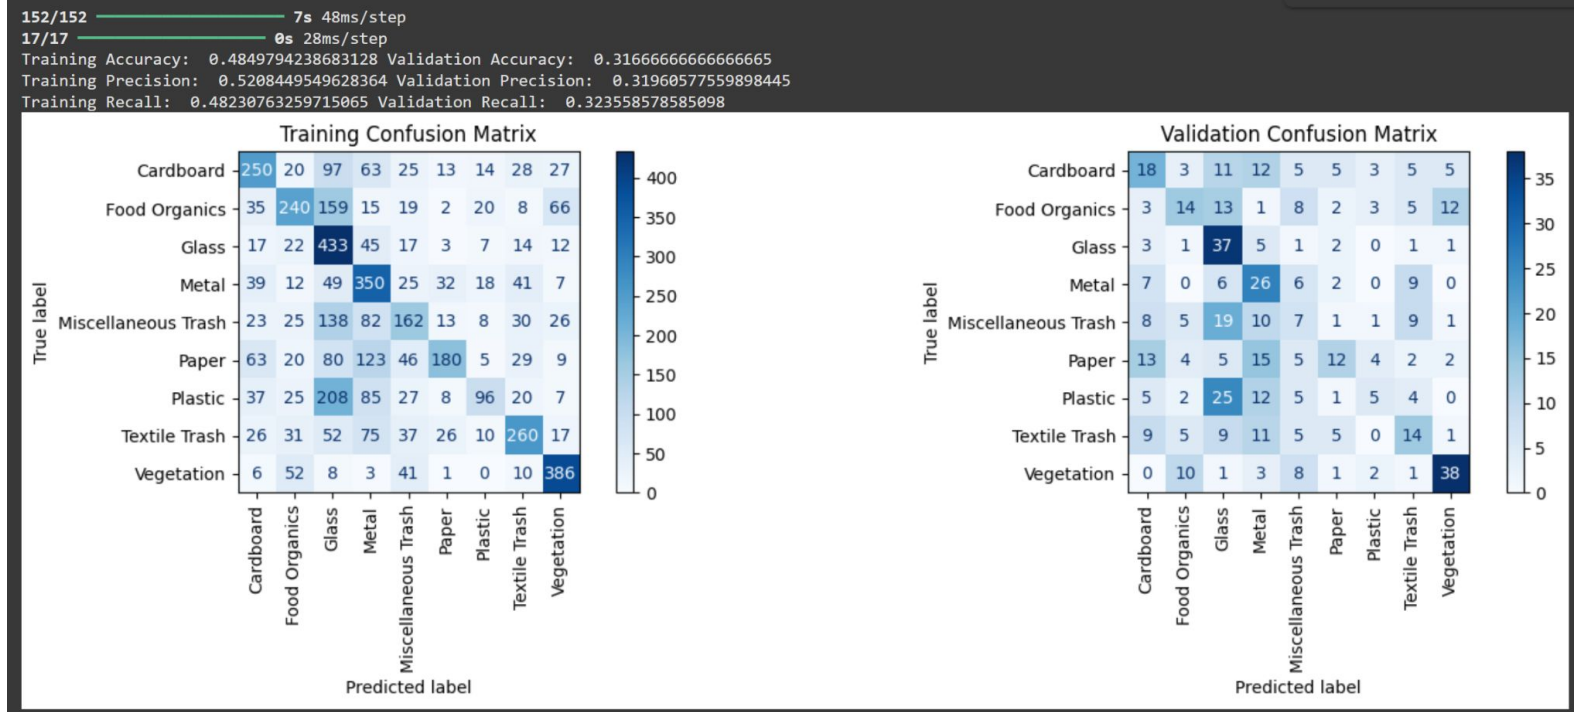 152/152 ━━━━━━━━━━━━━━━━━━━━ 7s 48ms/step
17/17 ━━━━━━━━━━━━━━━━━━━━ 0s 28ms/step
Training Accuracy:  0.4849794238683128 Validation Accuracy:  0.31666666666666665
Training Precision:  0.5208449549628364 Validation Precision:  0.31960577559898445
Training Recall:  0.48230763259715065 Validation Recall:  0.323558578585098
Training Confusion Matrix
True label
Cardboard 250 20 97 63 25 13 14 28 27
Food Organics 35 240 159 15 19 2 20 8 66
Glass 17 22 433 45 17 3 7 14 12
Metal 39 12 49 350 25 32 18 41 7
Miscellaneous Trash 23 25 138 82 162 13 8 30 26
Paper 63 20 80 123 46 180 5 29 9
Plastic 37 25 208 85 27 8 96 20 7
Textile Trash 26 31 52 75 37 26 10 260 17
Vegetation 6 52 8 3 41 1 0 10 386
Cardboard
Food Organics
Glass
Metal
Miscellaneous Trash
Paper
Plastic
Textile Trash
Vegetation
Predicted label
400
350
300
250
200
150
100
50
0
Validation Confusion Matrix
True label
Cardboard 18 3 11 12 5 5 3 5 5
Food Organics 3 14 13 1 8 2 3 5 12
Glass 3 1 37 5 1 2 0 1 1
Metal 7 0 6 26 6 2 0 9 0
Miscellaneous Trash 8 5 19 10 7 1 1 9 1
Paper 13 4 5 15 5 12 4 2 2
Plastic 5 2 25 12 5 1 5 4 0
Textile Trash 9 5 9 11 5 5 0 14 1
Vegetation 0 10 1 3 8 1 2 1 38
Cardboard
Food Organics
Glass
Metal
Miscellaneous Trash
Paper
Plastic
Textile Trash
Vegetation
Predicted label
35
30
25
20
15
10
5
0